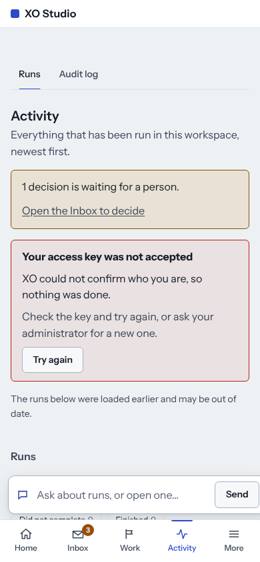 XO Studio
Runs Audit log
Activity
Everything that has been run in this workspace,
newest first.
1 decision is waiting for a person.
Open the Inbox to decide
Your access key was not accepted
XO could not confirm who you are, so
nothing was done.
Check the key and try again, or ask your
administrator for a new one.
Try again
The runs below were loaded earlier and may be out of
date.
Runs
Ask about runs, or open one... Send
Did not complete Finished
3
Home Inbox Work Activity More